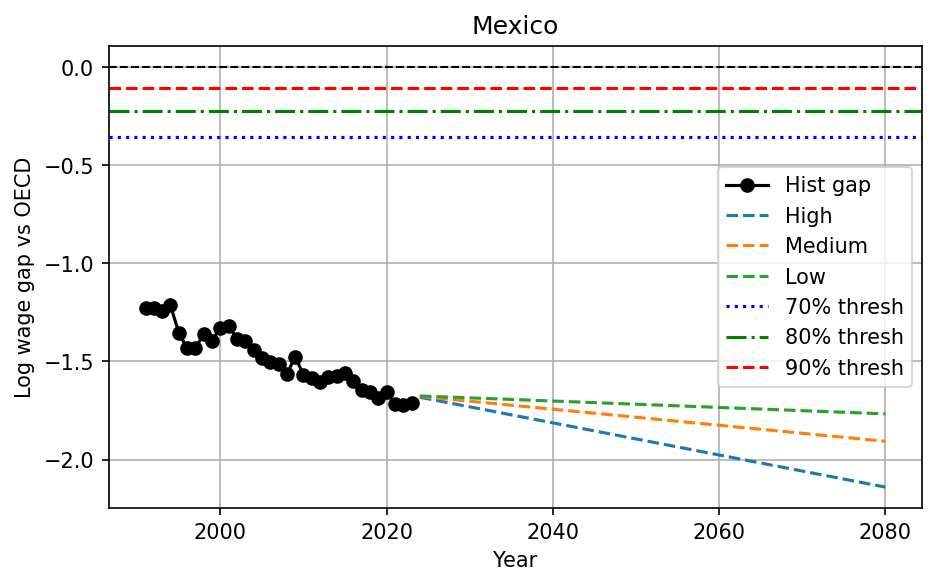 Mexico
Log wage gap vs OECD
0.0
−0.5
−1.0
−1.5
−2.0
Hist gap
High
Medium
Low
70% thresh
80% thresh
90% thresh
2000 2020 2040 2060 2080
Year